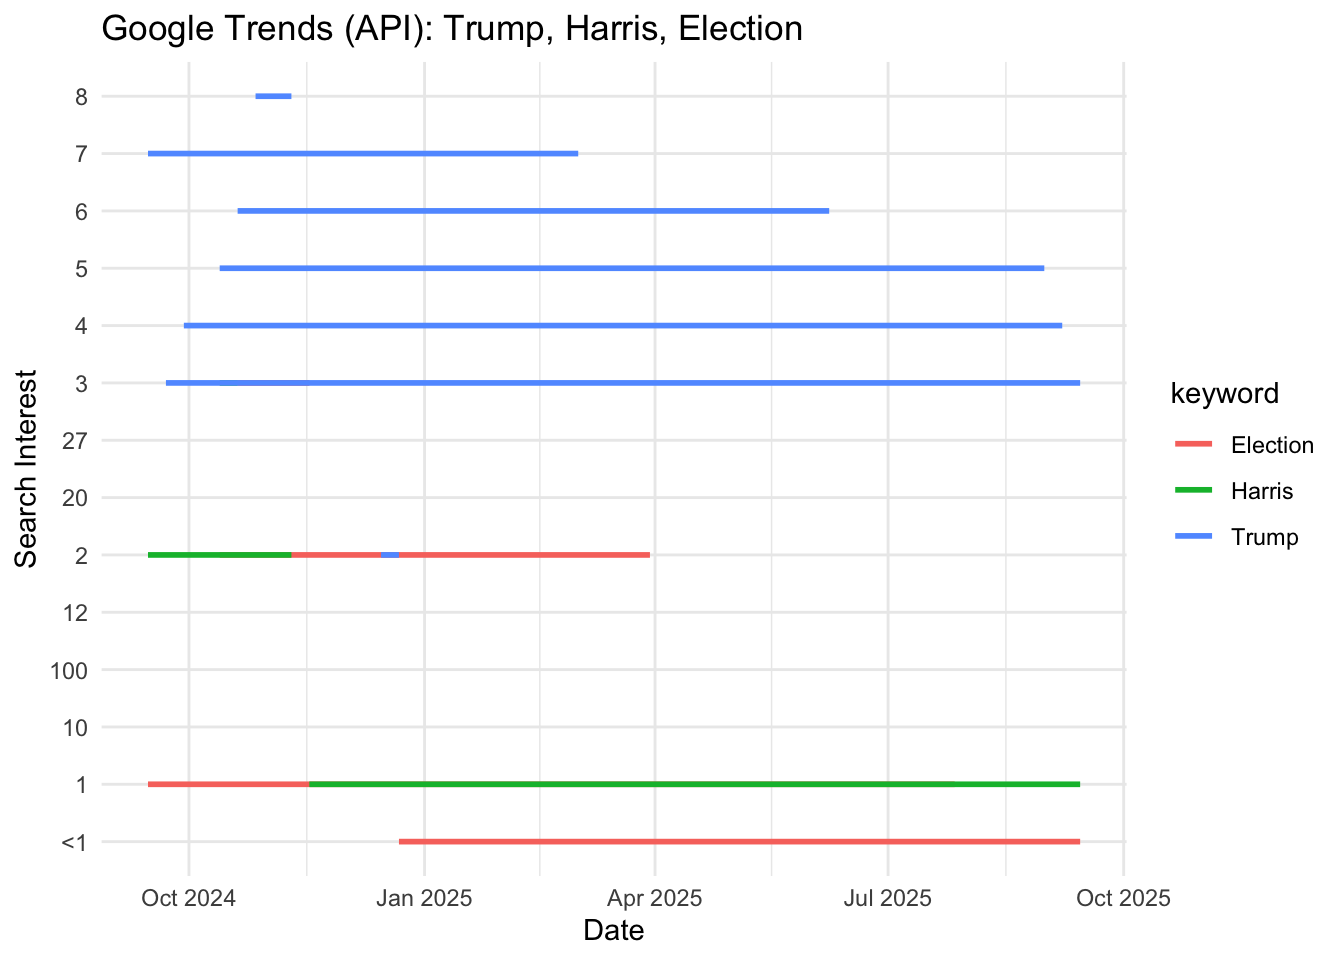 Google Trends (API): Trump, Harris, Election
8
7
6
5
4
3
27
20
2
12
100
10
1
<1
Search Interest
Oct 2024 Jan 2025 Apr 2025 Jul 2025 Oct 2025
Date
keyword
Election
Harris
Trump